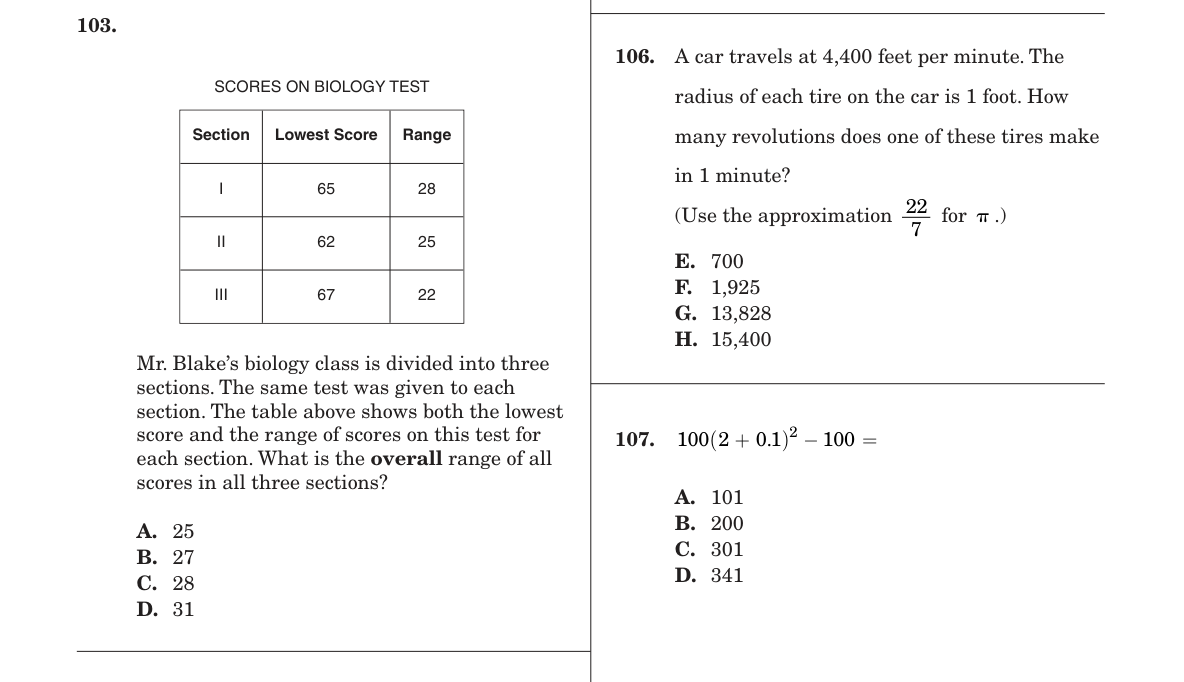 103.
SCORES ON BIOLOGY TEST
Section Lowest Score Range
I 65 28
II 62 25
III 67 22
Mr. Blake’s biology class is divided into three
sections. The same test was given to each
section. The table above shows both the lowest
score and the range of scores on this test for
each section. What is the overall range of all
scores in all three sections?
A. 25
B. 27
C. 28
D. 31
106. A car travels at 4,400 feet per minute. The
radius of each tire on the car is 1 foot. How
many revolutions does one of these tires make
in 1 minute?
(Use the approximation 22/7 for π .)
E. 700
F. 1,925
G. 13,828
H. 15,400
107. 100(2 + 0.1)² – 100 =
A. 101
B. 200
C. 301
D. 341